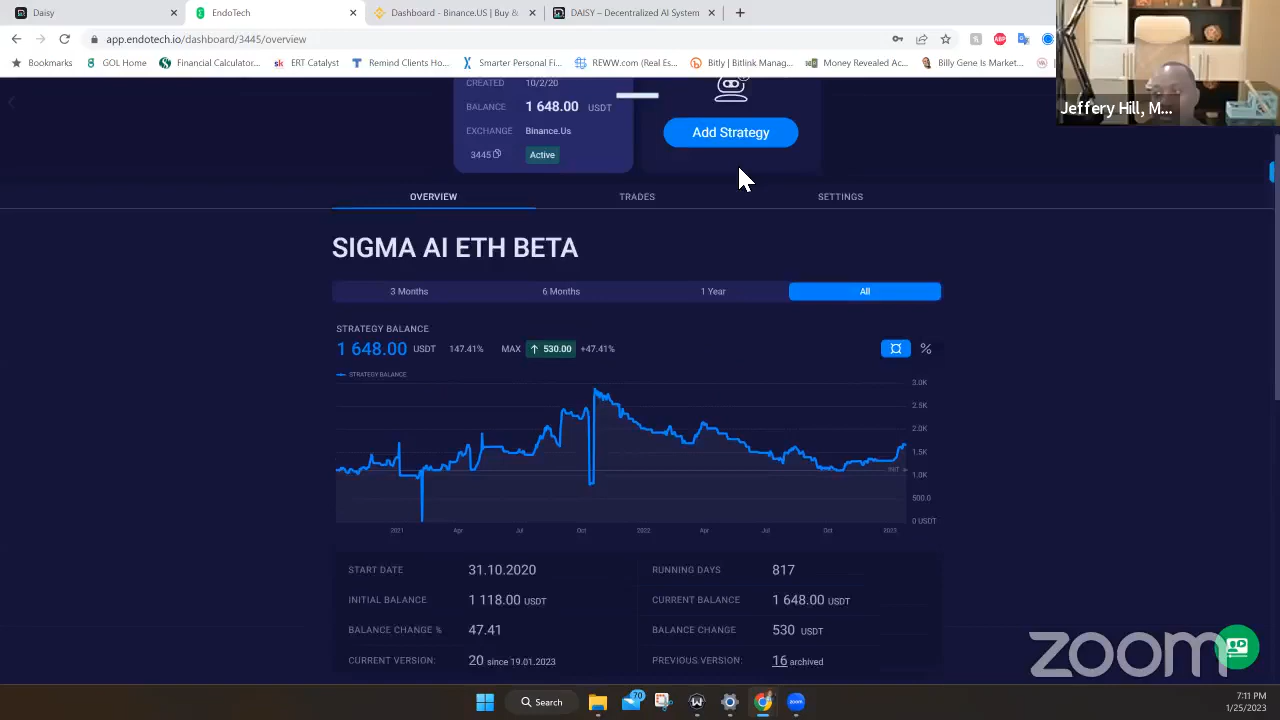 Daisy
EndoTech
DAISY – Decentralized AI System
app.endotech.io/dashboard/3445/overview
Bookmarks
GOL Home
Financial Calculator...
ERT Catalyst
Remind Clients Hom...
Smartr Personal Fin...
REWW.com (Real Es...
Bitly | Bitlink Manag...
Money Revealed Ac...
Billy Gene Is Market...
Jeffery Hill, M...
CREATED 10/2/20
BALANCE 1 648.00 USDT
EXCHANGE Binance.Us
3445 Active
Add Strategy
OVERVIEW TRADES SETTINGS
SIGMA AI ETH BETA
3 Months 6 Months 1 Year All
STRATEGY BALANCE
1 648.00 USDT 147.41% MAX ↑ 530.00 +47.41% %
STRATEGY BALANCE
3.0K
2.5K
2.0K
1.5K
INIT
1.0K
500.0
0 USDT
2021 Apr Jul Oct 2022 Apr Jul Oct 2023
START DATE 31.10.2020 RUNNING DAYS 817
INITIAL BALANCE 1 118.00 USDT CURRENT BALANCE 1 648.00 USDT
BALANCE CHANGE % 47.41 BALANCE CHANGE 530 USDT
CURRENT VERSION: 20 since 19.01.2023 PREVIOUS VERSION: 16 archived
zoom
Search
70
zoom
7:11 PM
1/25/2023